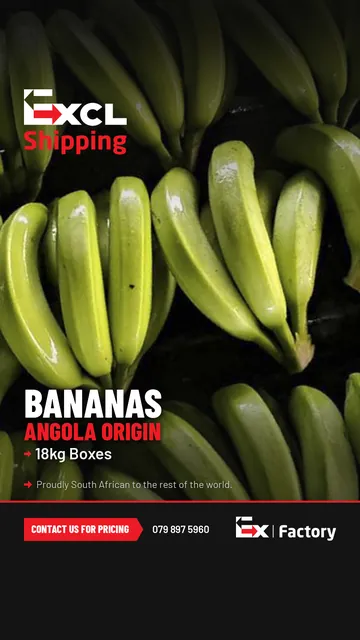 EXCL
Shipping
BANANAS
ANGOLA ORIGIN
18kg Boxes
Proudly South African to the rest of the world.
CONTACT US FOR PRICING 079 897 5960 Ex | Factory